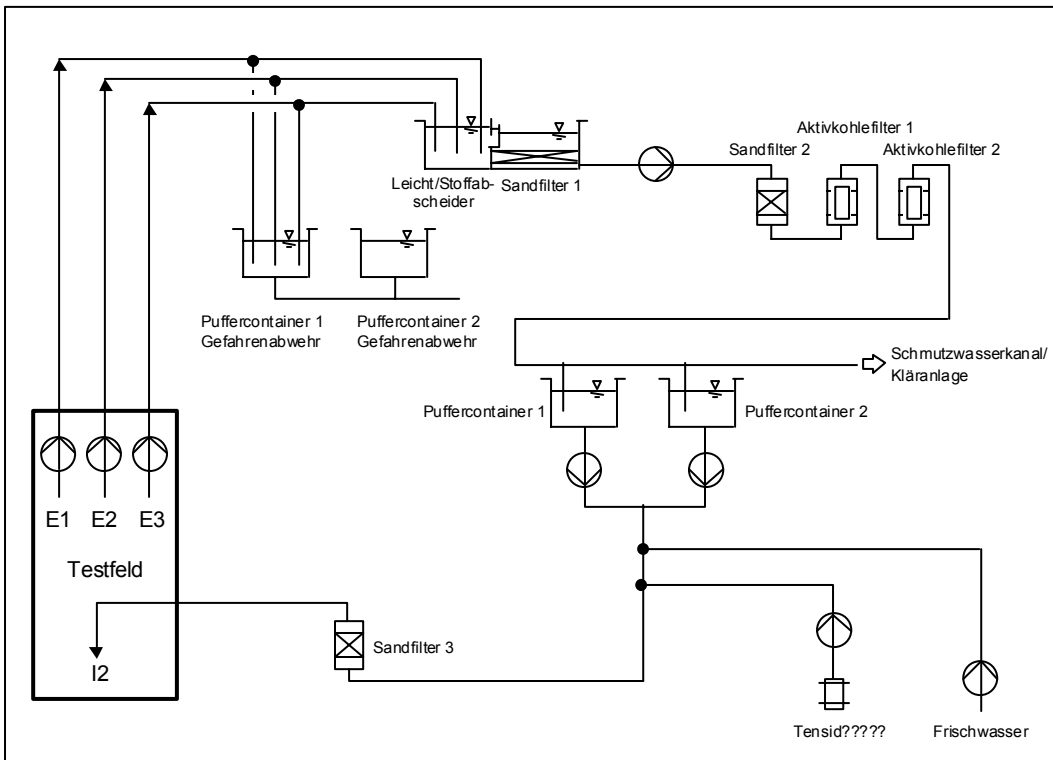 Aktivkohlefilter 1
Sandfilter 2
Aktivkohlefilter 2
Leicht/Stoffab-
scheider
Sandfilter 1
Puffercontainer 1
Gefahrenabwehr
Puffercontainer 2
Gefahrenabwehr
Schmutzwasserkanal/
Kläranlage
Puffercontainer 1
Puffercontainer 2
E1 E2 E3
Testfeld
I2
Sandfilter 3
Tensid?????
Frischwasser